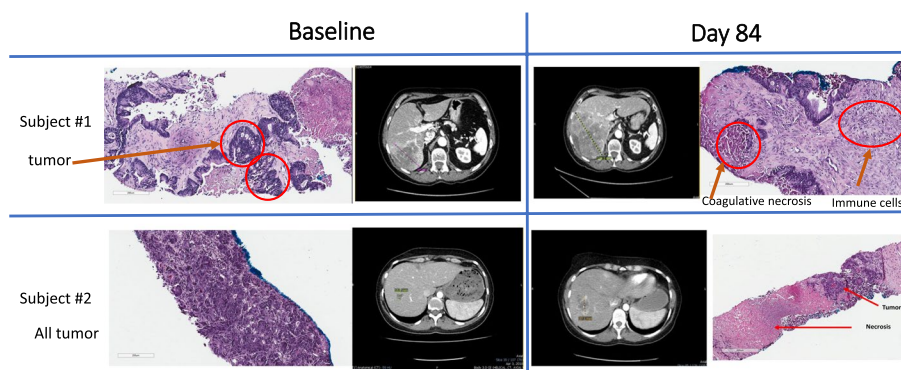 Baseline
Day 84
Subject #1
tumor
Coagulative necrosis
Immune cells
Subject #2
All tumor
Tumor
Necrosis